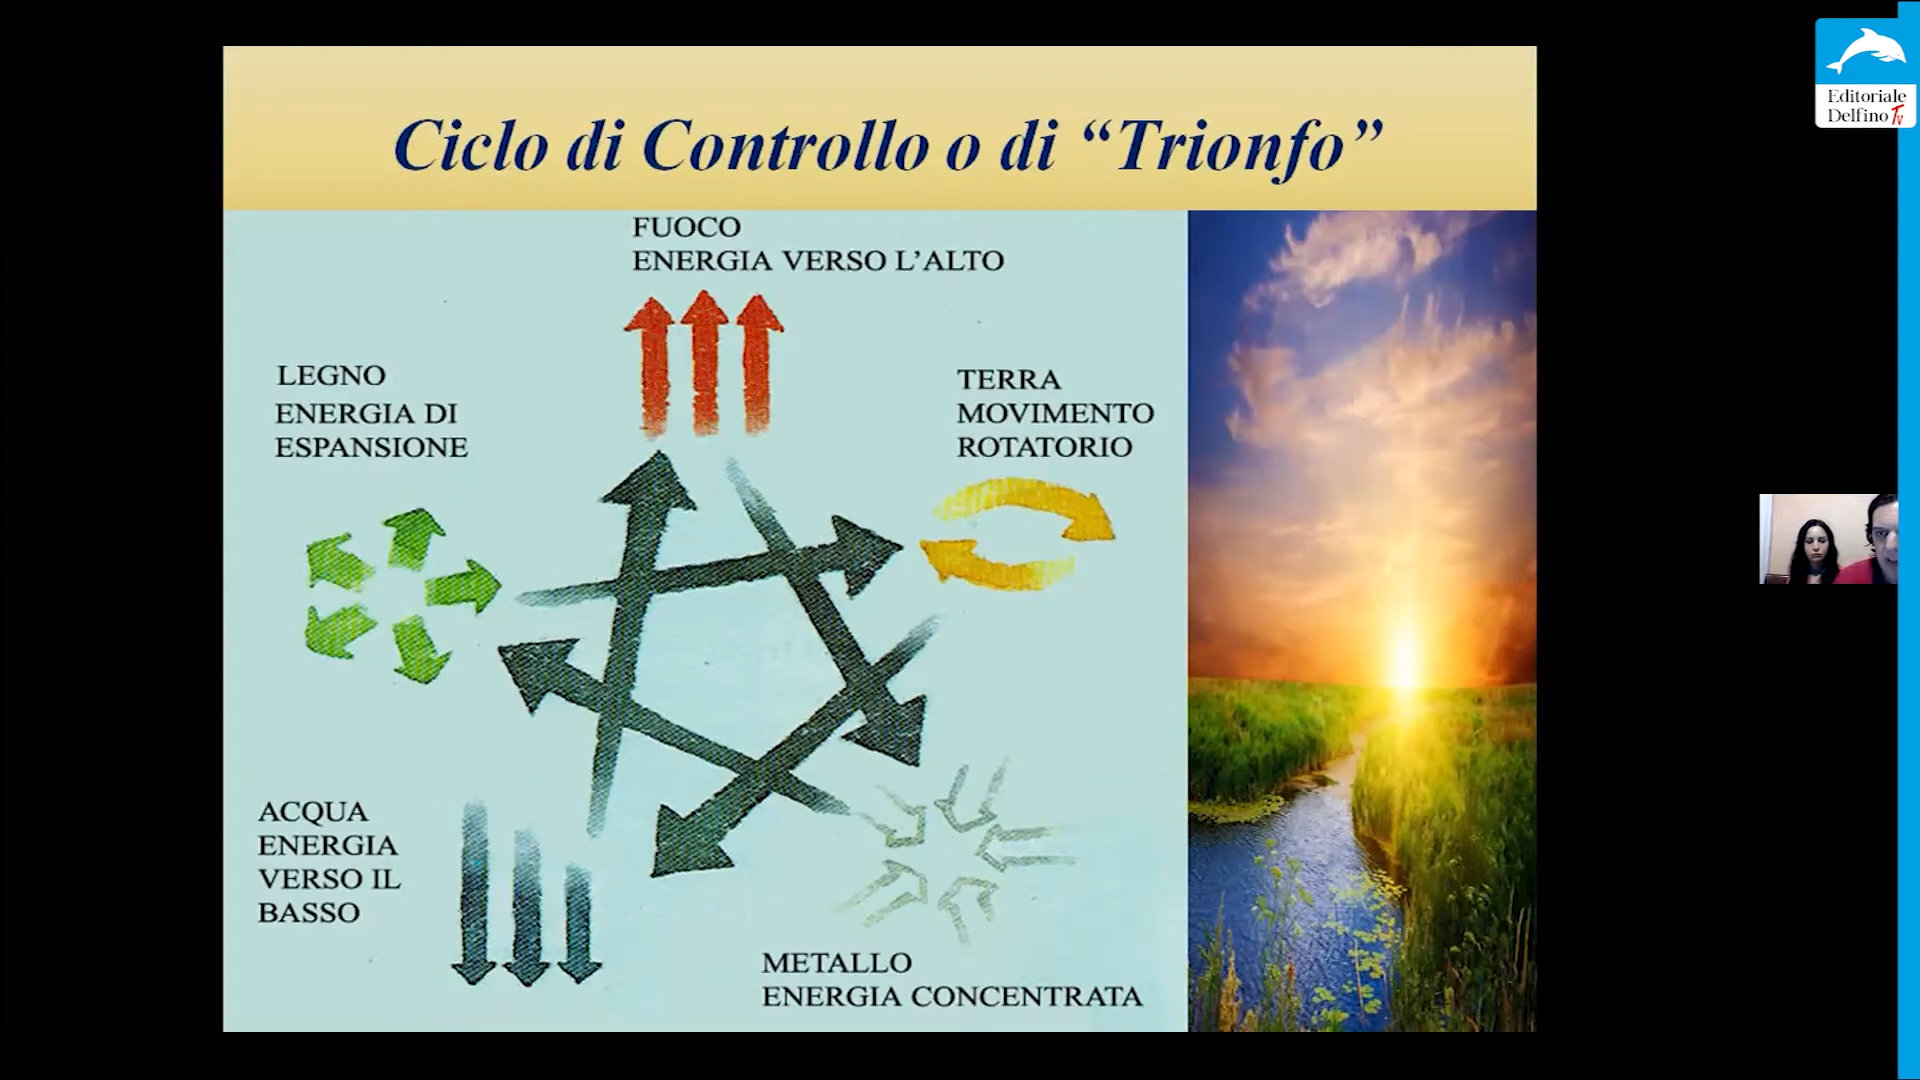 Ciclo di Controllo o di “Trionfo”
FUOCO
ENERGIA VERSO L’ALTO
LEGNO
ENERGIA DI
ESPANSIONE
TERRA
MOVIMENTO
ROTATORIO
ACQUA
ENERGIA
VERSO IL
BASSO
METALLO
ENERGIA CONCENTRATA
Editoriale
Delfino Tv